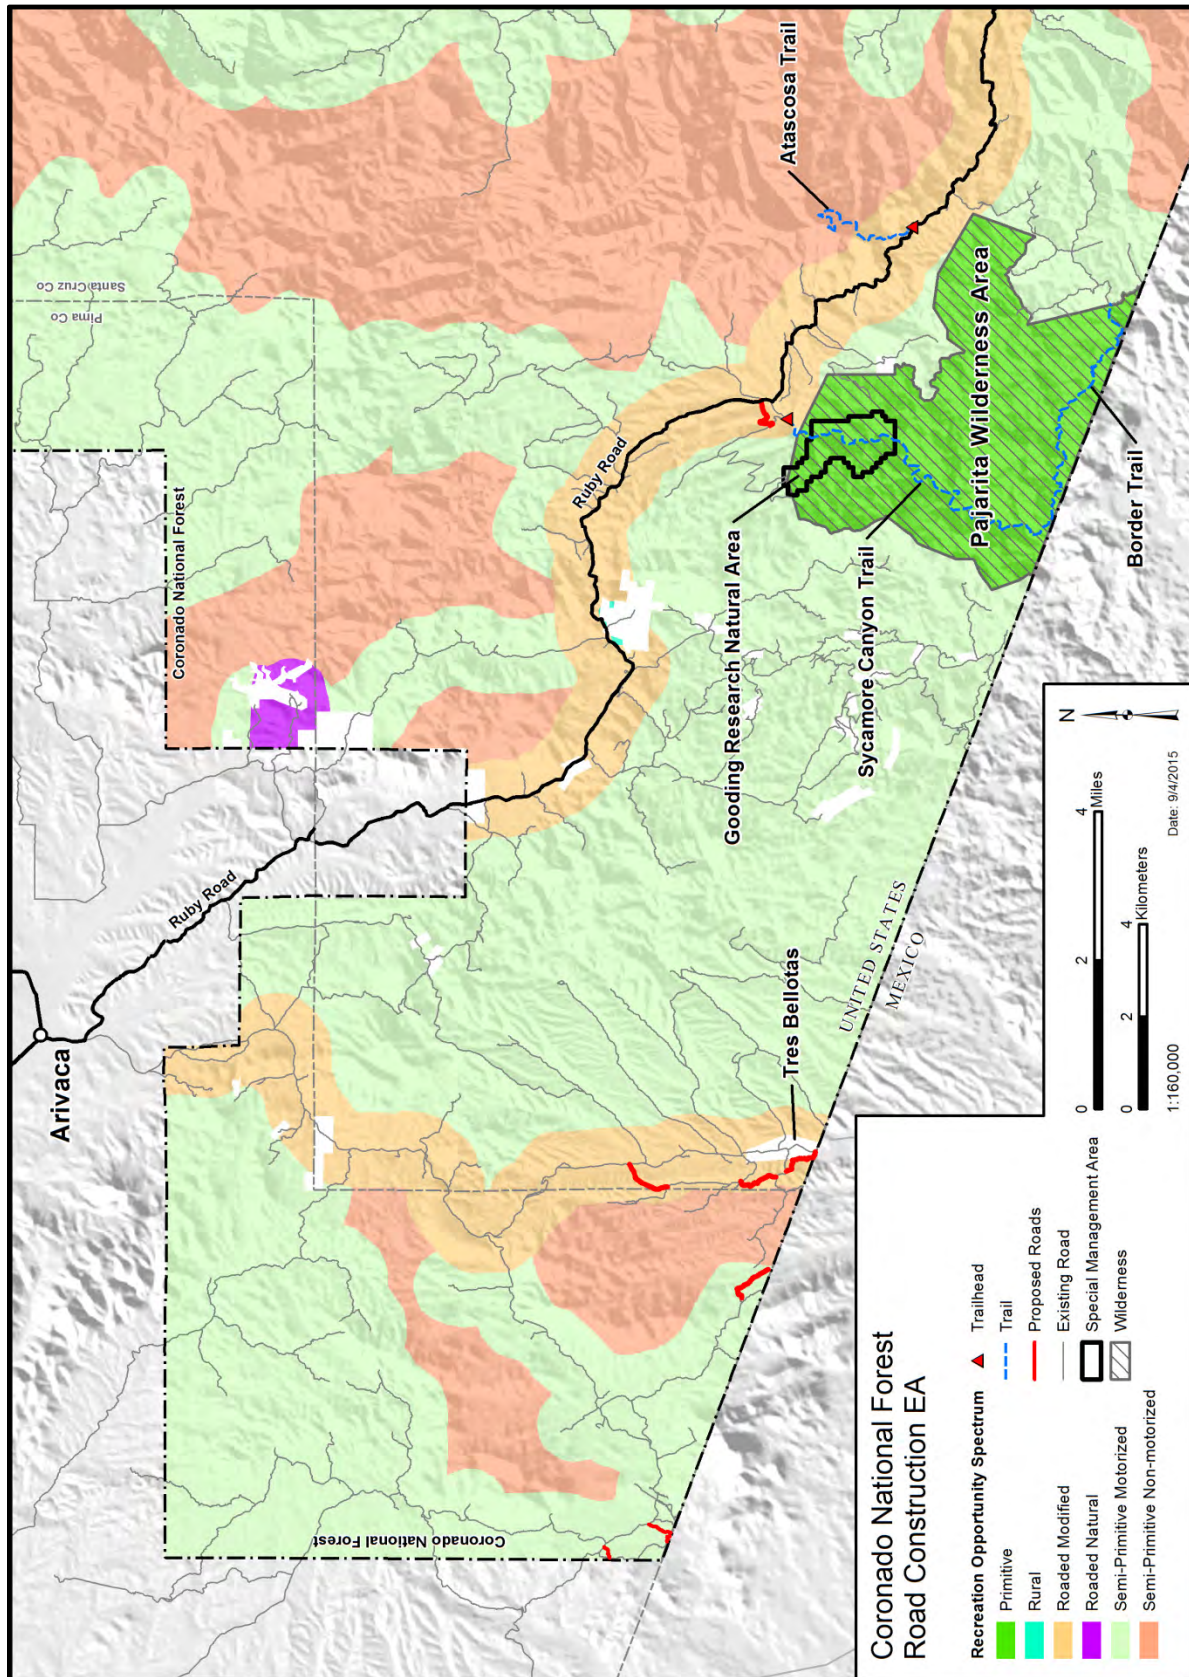 Arivaca
Ruby Road
Coronado National Forest
Pima Co
Santa Cruz Co
Ruby Road
Atascosa Trail
Coronado National Forest
Tres Bellotas
UNITED STATES
MEXICO
Gooding Research Natural Area
Sycamore Canyon Trail
Pajarita Wilderness Area
Border Trail
Coronado National Forest
Road Construction EA
Recreation Opportunity Spectrum
Primitive
Rural
Roaded Modified
Roaded Natural
Semi-Primitive Motorized
Semi-Primitive Non-motorized
Trailhead
Trail
Proposed Roads
Existing Road
Special Management Area
Wilderness
0 2 4
Miles
0 2 4
Kilometers
N
1:160,000
Date: 9/4/2015